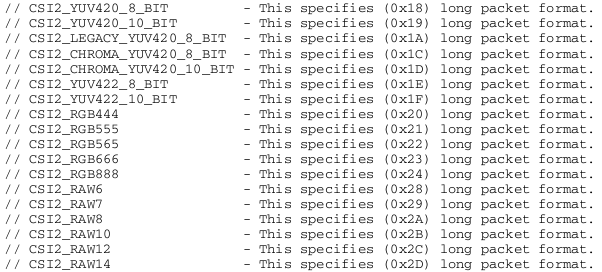 // CSI2_YUV420_8_BIT - This specifies (0x18) long packet format.
// CSI2_YUV420_10_BIT - This specifies (0x19) long packet format.
// CSI2_LEGACY_YUV420_8_BIT - This specifies (0x1A) long packet format.
// CSI2_CHROMA_YUV420_8_BIT - This specifies (0x1C) long packet format.
// CSI2_CHROMA_YUV420_10_BIT - This specifies (0x1D) long packet format.
// CSI2_YUV422_8_BIT - This specifies (0x1E) long packet format.
// CSI2_YUV422_10_BIT - This specifies (0x1F) long packet format.
// CSI2_RGB444 - This specifies (0x20) long packet format.
// CSI2_RGB555 - This specifies (0x21) long packet format.
// CSI2_RGB565 - This specifies (0x22) long packet format.
// CSI2_RGB666 - This specifies (0x23) long packet format.
// CSI2_RGB888 - This specifies (0x24) long packet format.
// CSI2_RAW6 - This specifies (0x28) long packet format.
// CSI2_RAW7 - This specifies (0x29) long packet format.
// CSI2_RAW8 - This specifies (0x2A) long packet format.
// CSI2_RAW10 - This specifies (0x2B) long packet format.
// CSI2_RAW12 - This specifies (0x2C) long packet format.
// CSI2_RAW14 - This specifies (0x2D) long packet format.